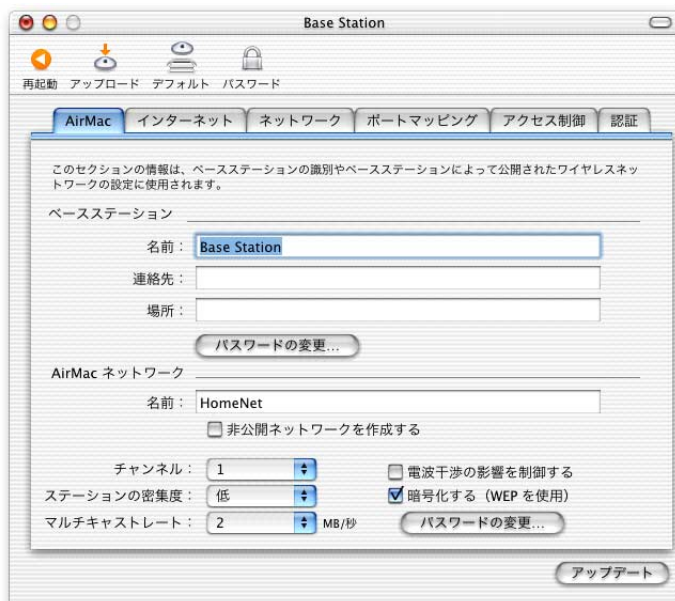 Base Station
再起動 アップロード デフォルト パスワード
AirMac インターネット ネットワーク ポートマッピング アクセス制御 認証
このセクションの情報は、ベースステーションの識別やベースステーションによって公開されたワイヤレスネッ
トワークの設定に使用されます。
ベースステーション
名前： Base Station
連絡先：
場所：
パスワードの変更...
AirMac ネットワーク
名前： HomeNet
非公開ネットワークを作成する
チャンネル： 1 電波干渉の影響を制御する
ステーションの密集度： 低 暗号化する（WEP を使用）
マルチキャストレート： 2 MB/秒 パスワードの変更...
アップデート